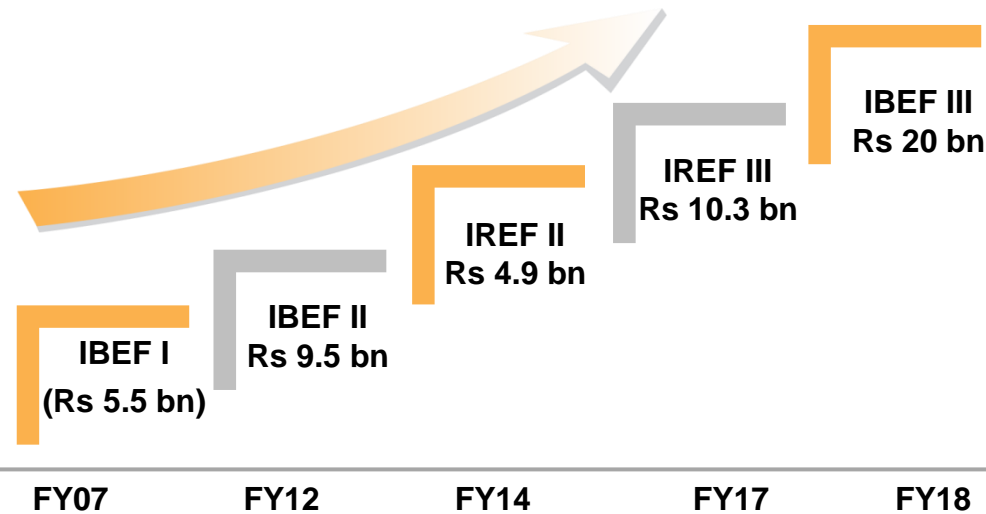 IBEF III
Rs 20 bn
IREF III
Rs 10.3 bn
IREF II
Rs 4.9 bn
IBEF II
Rs 9.5 bn
IBEF I
(Rs 5.5 bn)
FY07 FY12 FY14 FY17 FY18